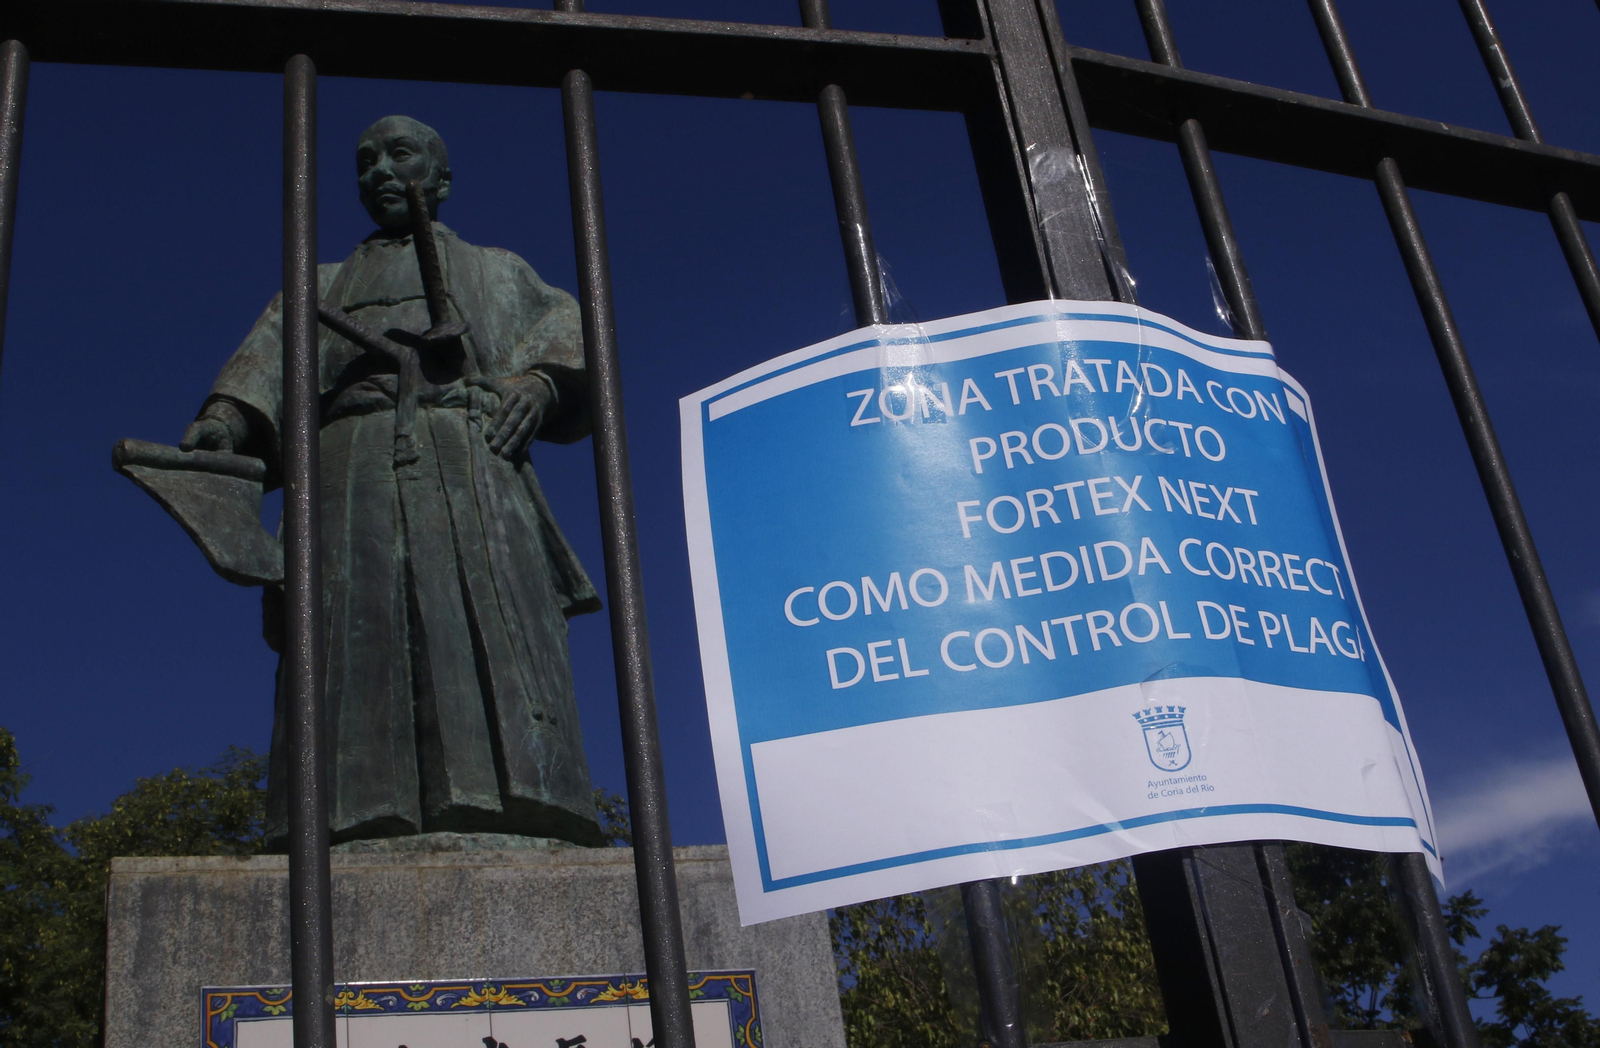 ZONA TRATADA CON
PRODUCTO
FORTEX NEXT
COMO MEDIDA CORRECT
DEL CONTROL DE PLAGA
Ayuntamiento
de Coria del Río